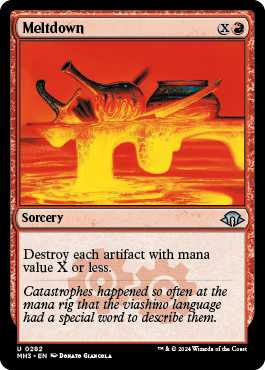 Meltdown X
Sorcery
Destroy each artifact with mana
value X or less.
Catastrophes happened so often at the
mana rig that the viashino language
had a special word to describe them.
U 0282
MH3 • EN Donato Giancola
™ & © 2024 Wizards of the Coast